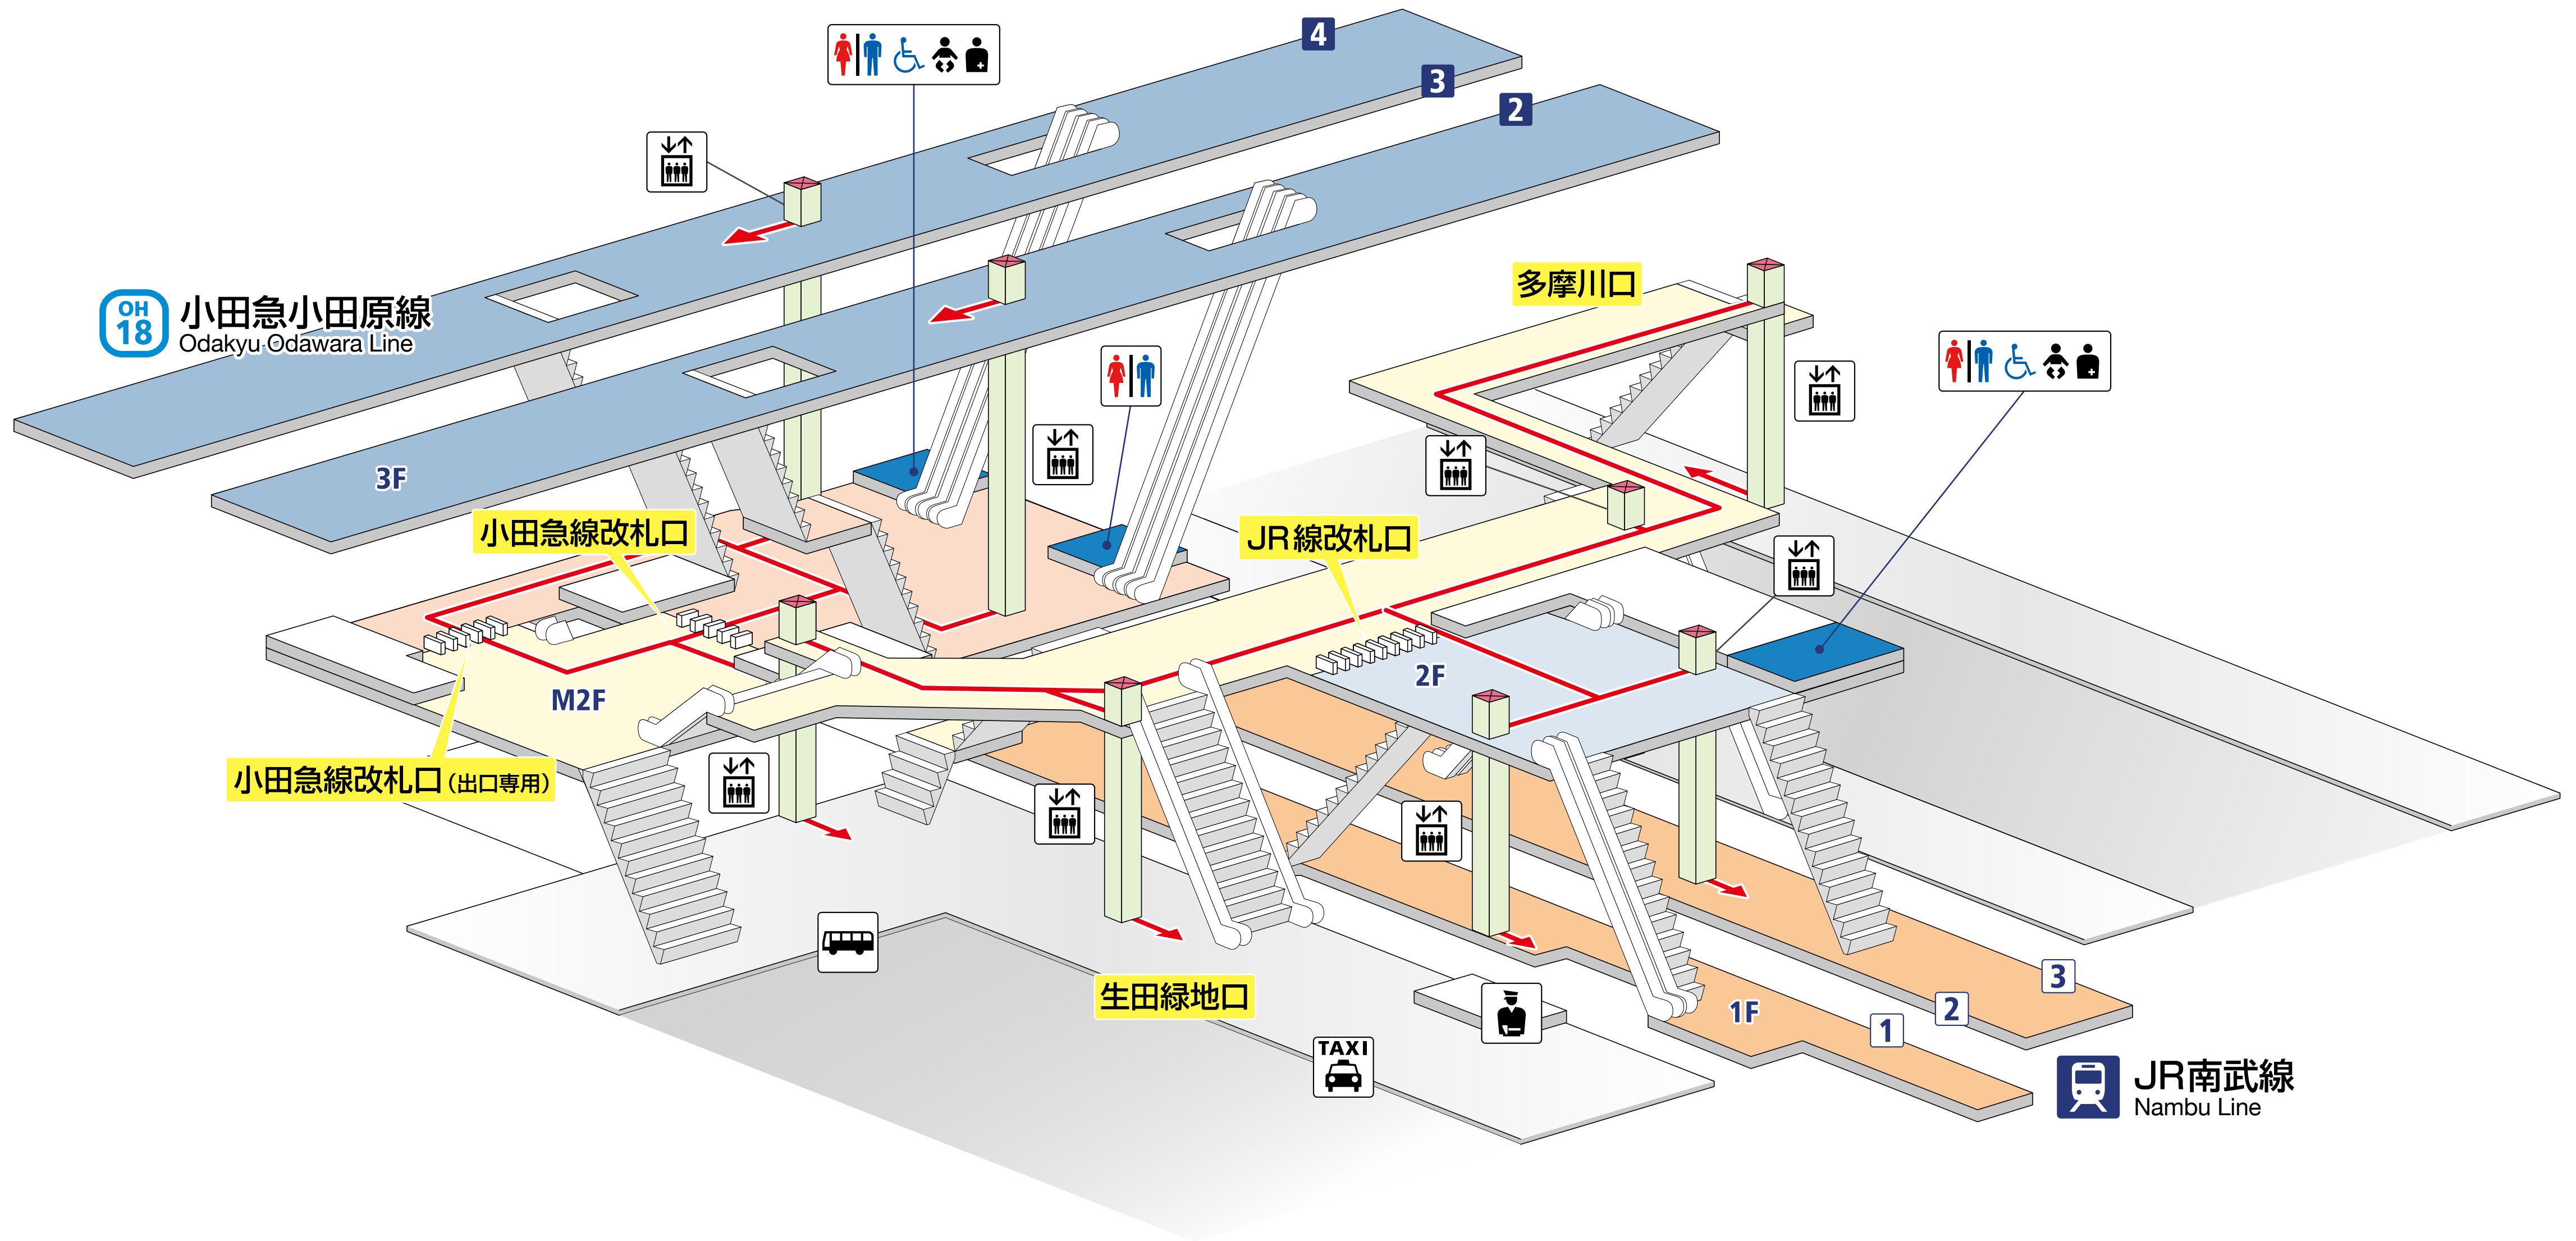 4
3
2
OH
18
小田急小田原線
Odakyu Odawara Line
多摩川口
3F
小田急線改札口
JR線改札口
2F
M2F
小田急線改札口(出口専用)
生田緑地口
3
2
1F
1
TAXI
JR南武線
Nambu Line